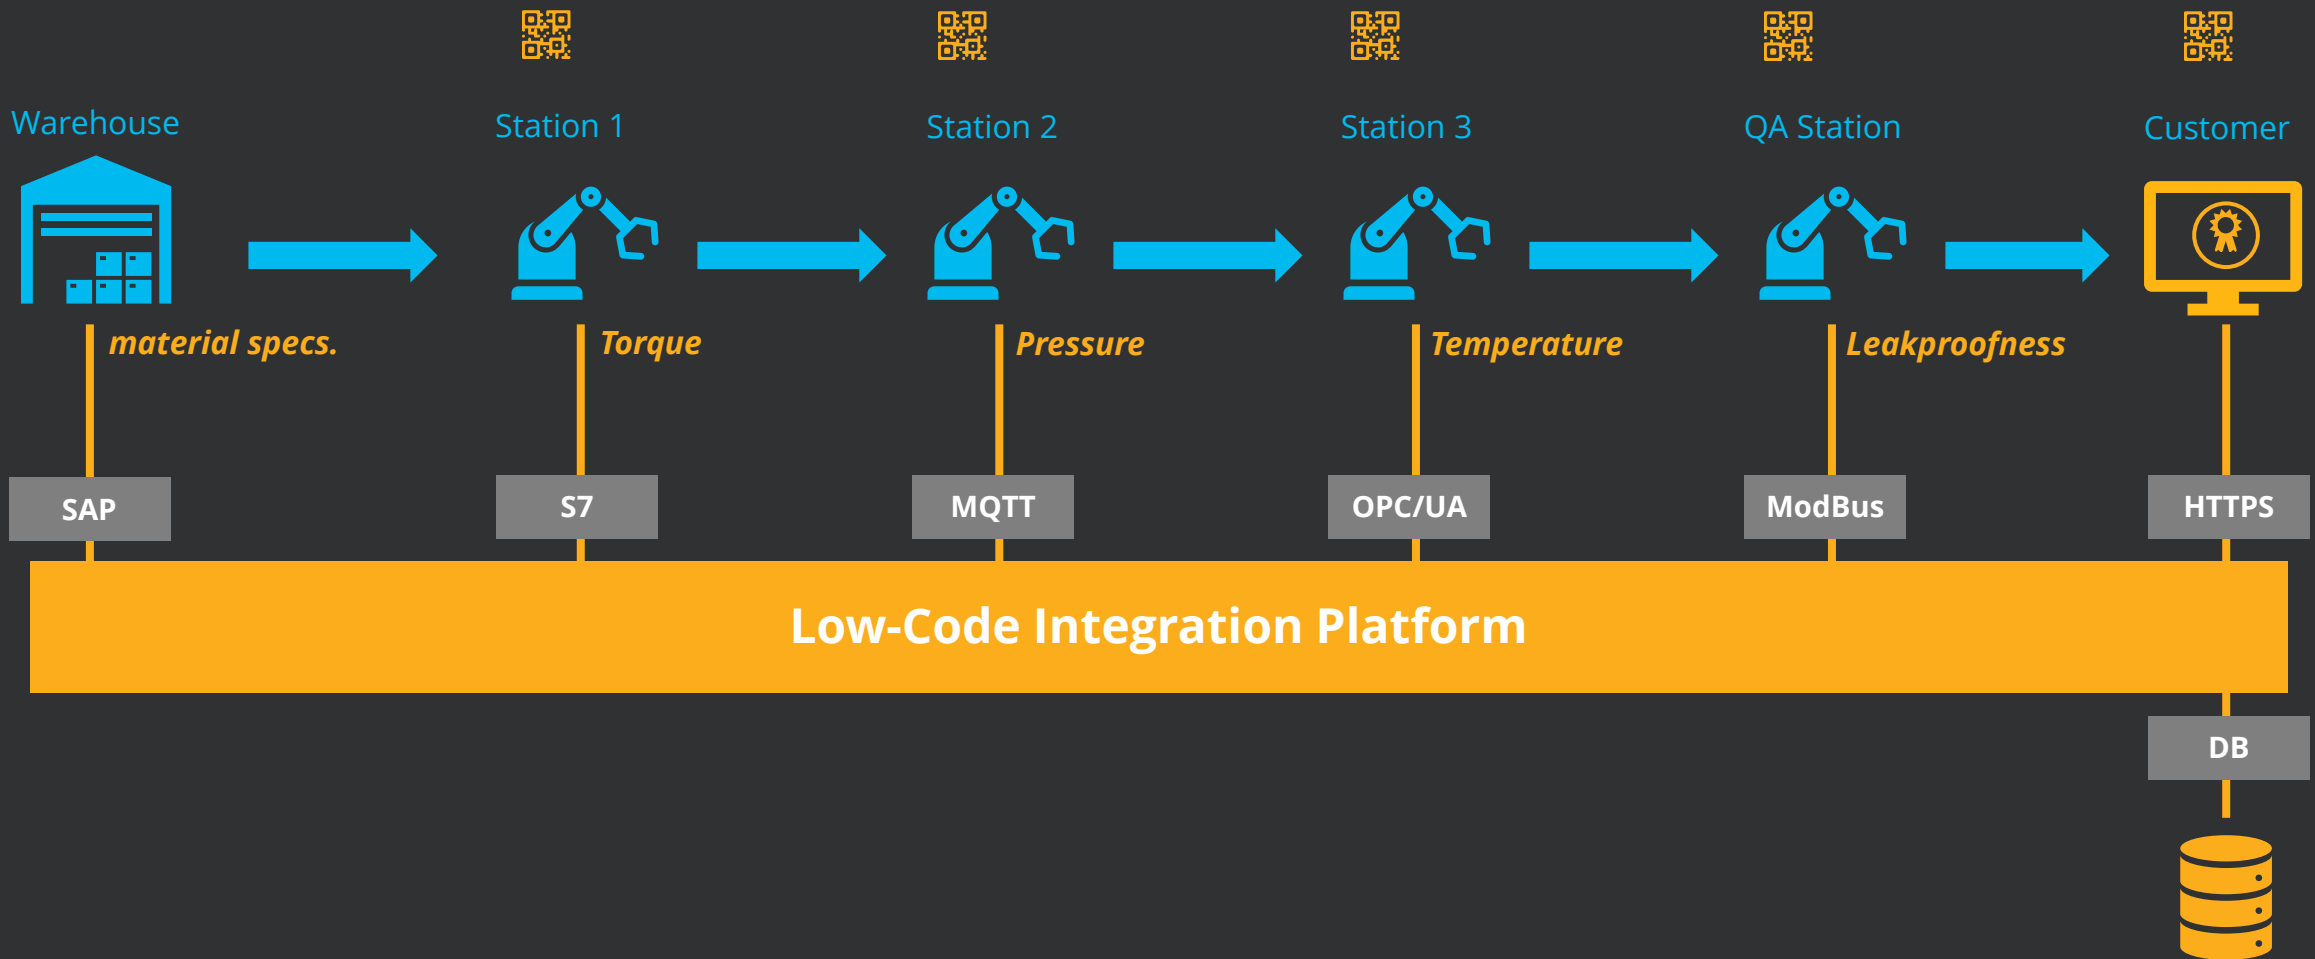 Warehouse
Station 1
Station 2
Station 3
QA Station
Customer
material specs.
Torque
Pressure
Temperature
Leakproofness
SAP
S7
MQTT
OPC/UA
ModBus
HTTPS
Low-Code Integration Platform
DB